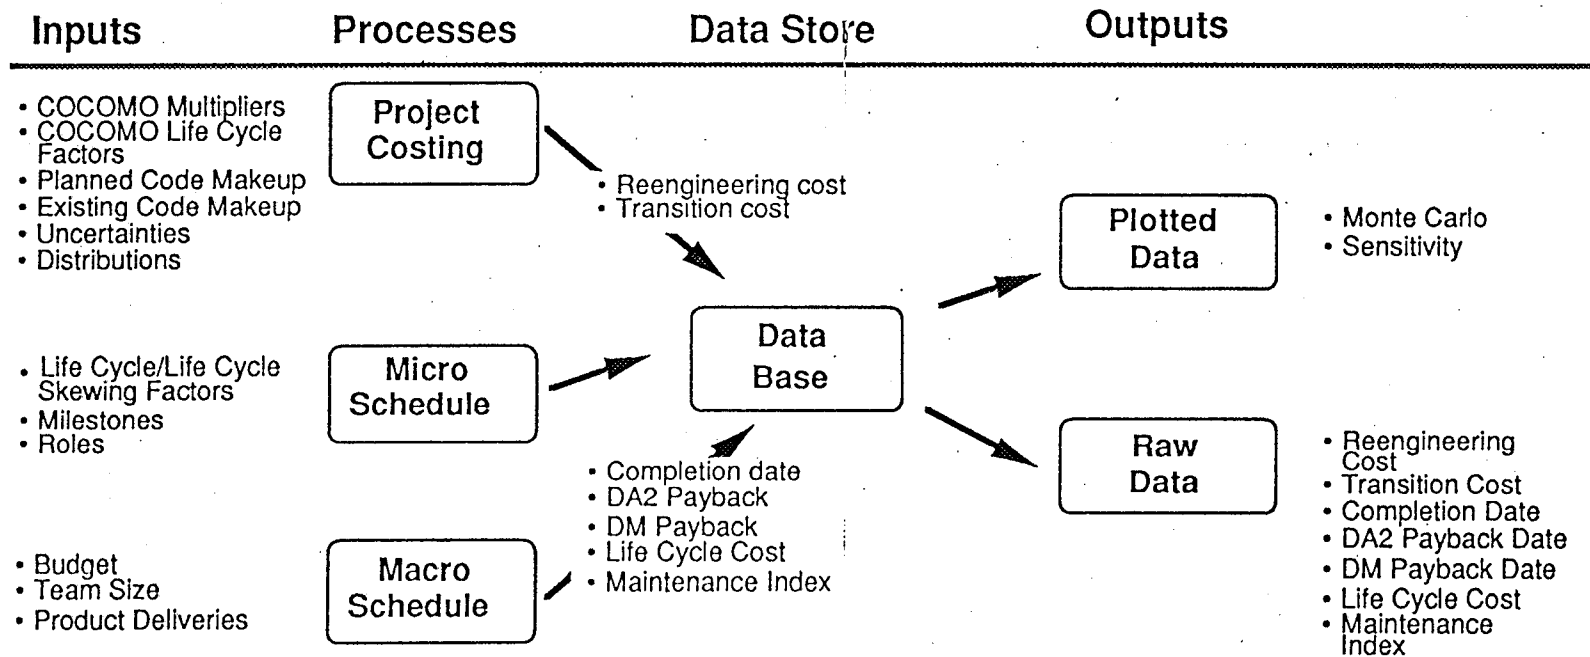 Inputs
Processes
Data Store
Outputs
• COCOMO Multipliers
• COCOMO Life Cycle
Factors
• Planned Code Makeup
• Existing Code Makeup
• Uncertainties
• Distributions
Project
Costing
• Reengineering cost
• Transition cost
Plotted
Data
• Monte Carlo
• Sensitivity
Data
Base
• Life Cycle/Life Cycle
Skewing Factors
• Milestones
• Roles
Micro
Schedule
Raw
Data
• Reengineering
Cost
• Transition Cost
• Completion Date
• DA2 Payback Date
• DM Payback Date
• Life Cycle Cost
• Maintenance
Index
• Completion date
• DA2 Payback
• DM Payback
• Life Cycle Cost
• Maintenance Index
• Budget
• Team Size
• Product Deliveries
Macro
Schedule